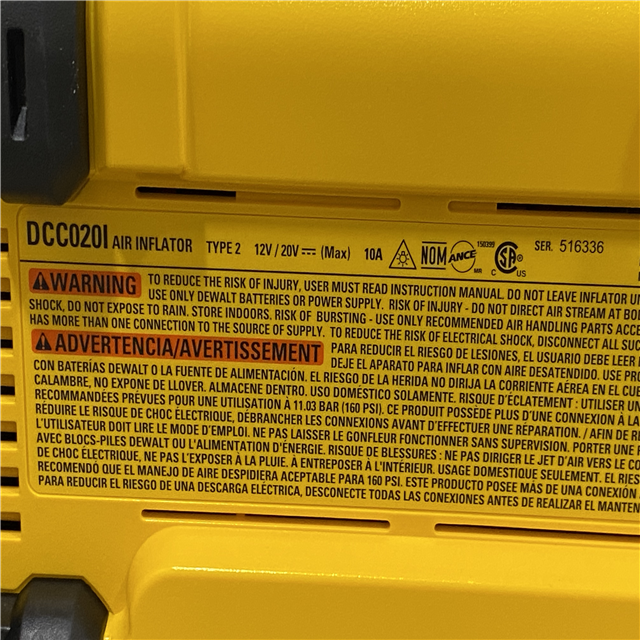 DCC020I AIR INFLATOR TYPE 2 12V / 20V (Max) 10A NOM ANCE 150399 MR C SA C US SER. 516336
WARNING TO REDUCE THE RISK OF INJURY, USER MUST READ INSTRUCTION MANUAL. DO NOT LEAVE INFLATOR
USE ONLY DEWALT BATTERIES OR POWER SUPPLY. RISK OF INJURY - DO NOT DIRECT AIR STREAM AT
SHOCK, DO NOT EXPOSE TO RAIN. STORE INDOORS. RISK OF BURSTING - USE ONLY RECOMMENDED AIR HANDLING PARTS
HAS MORE THAN ONE CONNECTION TO THE SOURCE OF SUPPLY. TO REDUCE THE RISK OF ELECTRICAL SHOCK, DISCONNECT ALL
ADVERTENCIA/AVERTISSEMENT PARA REDUCIR EL RIESGO DE LESIONES, EL USUARIO DEBE LEER
DEJE EL APARATO PARA INFLAR CON AIRE DESATENDIDO. USE
CON BATERÍAS DEWALT O LA FUENTE DE ALIMENTACIÓN. EL RIESGO DE LA HERIDA NO DIRIJA LA CORRIENTE AÉREA EN EL
CALAMBRE, NO EXPONE DE LLOVER. ALMACENE DENTRO. USO DOMÉSTICO SOLAMENTE. RISQUE D'ÉCLATEMENT : UTILISER
RECOMMANDÉES PRÉVUES POUR UNE UTILISATION À 11.03 BAR (160 PSI). CE PRODUIT POSSÈDE PLUS D'UNE CONNEXION À
RÉDUIRE LE RISQUE DE CHOC ÉLECTRIQUE, DÉBRANCHER LES CONNEXIONS AVANT D'EFFECTUER UNE RÉPARATION. / AFIN DE
L'UTILISATEUR DOIT LIRE LE MODE D'EMPLOI. NE PAS LAISSER LE GONFLEUR FONCTIONNER SANS SUPERVISION. PORTER UNE
AVEC BLOCS-PILES DEWALT OU L'ALIMENTATION D'ÉNERGIE. RISQUE DE BLESSURES : NE PAS DIRIGER LE JET D'AIR VERS LE
DE CHOC ÉLECTRIQUE, NE PAS L'EXPOSER À LA PLUIE. À ENTREPOSER À L'INTÉRIEUR. USAGE DOMESTIQUE SEULEMENT. EL
RECOMENDÓ QUE EL MANEJO DE AIRE DESPIDIERA BASTANTE PARA 160 PSI. ESTE PRODUCTO POSEE MÁS DE UNA CONEXIÓN
PARA REDUCIR EL RIESGO DE UNA DESCARGA ELÉCTRICA, DESCONECTE TODAS LAS CONEXIONES ANTES DE REALIZAR EL